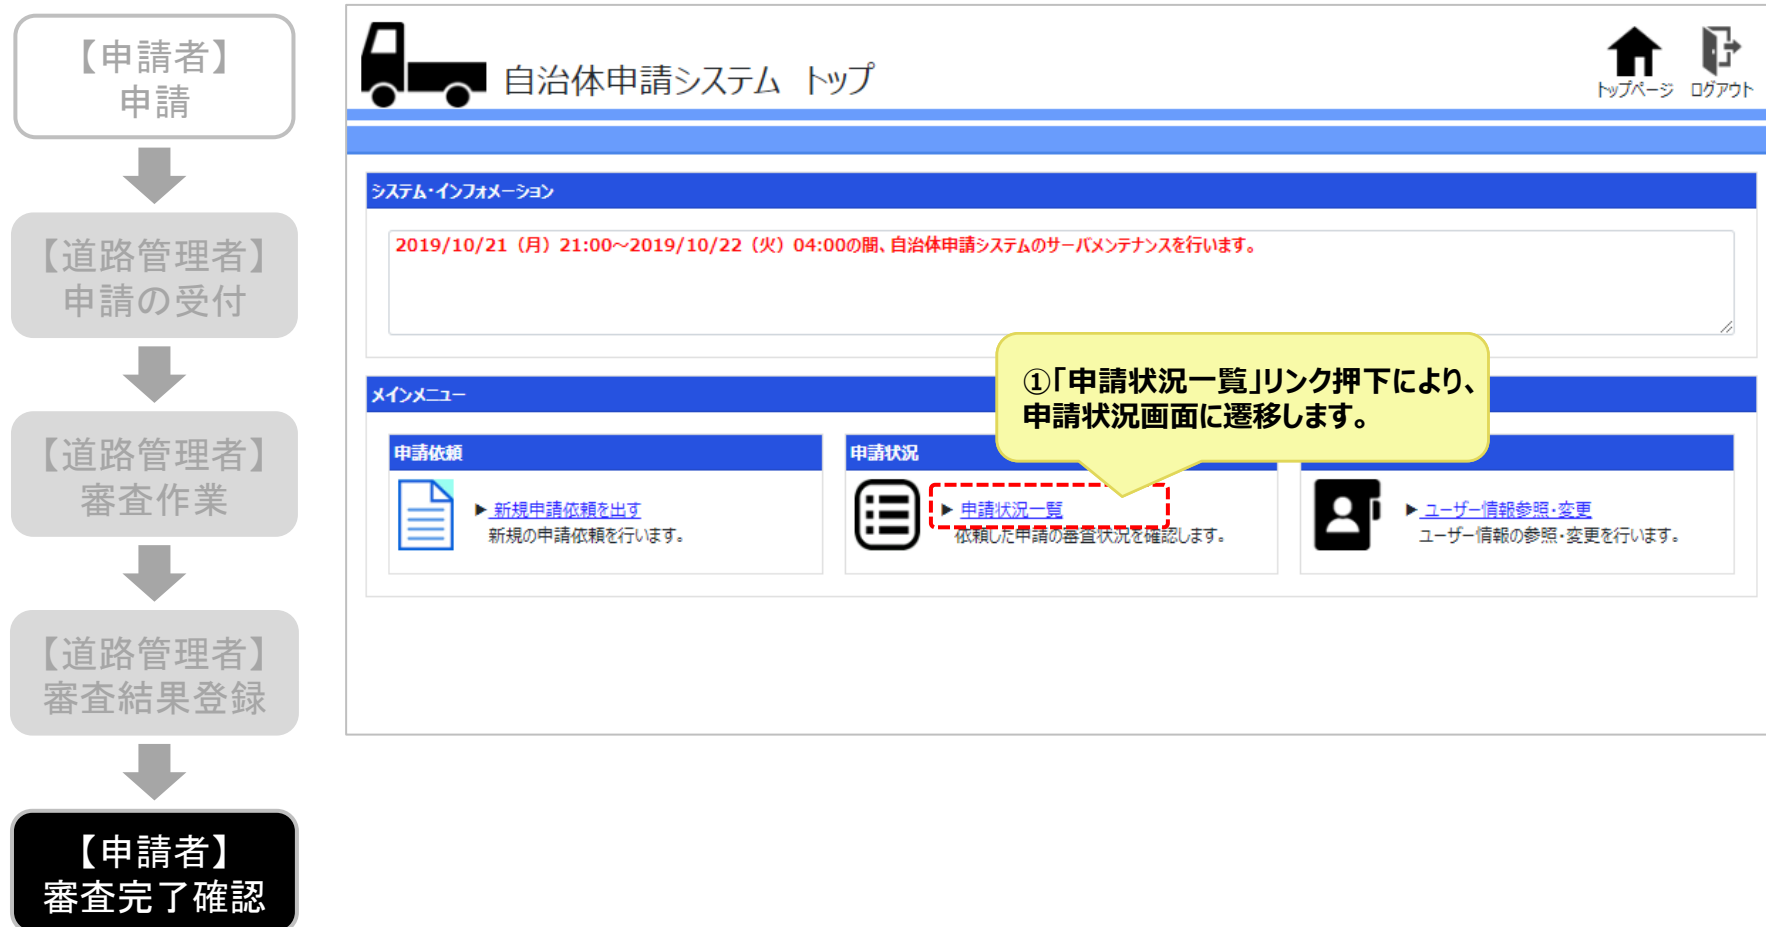 【申請者】
申請
【道路管理者】
申請の受付
【道路管理者】
審査作業
【道路管理者】
審査結果登録
【申請者】
審査完了確認
自治体申請システム トップ
トップページ ログアウト
システム・インフォメーション
2019/10/21（月）21:00～2019/10/22（火）04:00の間、自治体申請システムのサーバメンテナンスを行います。
メインメニュー
①「申請状況一覧」リンク押下により、
申請状況画面に遷移します。
申請依頼
▶ 新規申請依頼を出す
新規の申請依頼を行います。
申請状況
▶ 申請状況一覧
依頼した申請の審査状況を確認します。
▶ ユーザー情報参照・変更
ユーザー情報の参照・変更を行います。